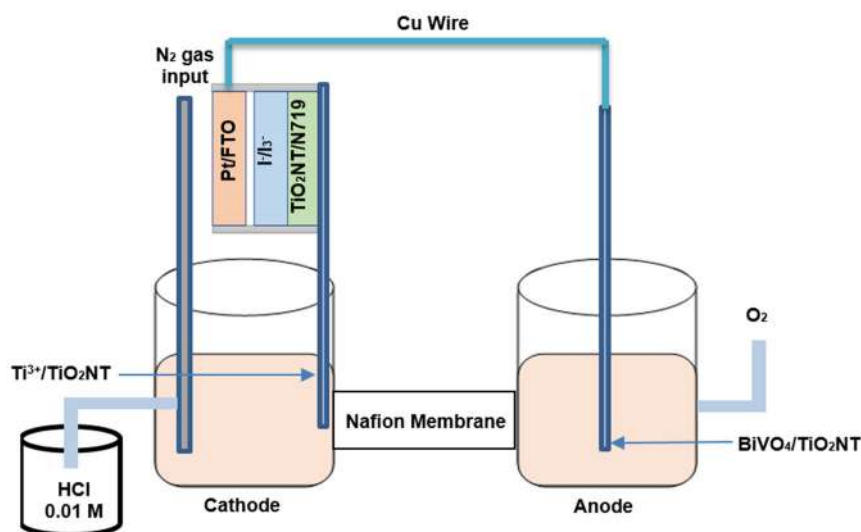 Cu Wire
N₂ gas
input
Pt/FTO
I⁻/I₃⁻
TiO₂NT/N719
O₂
Ti³⁺/TiO₂NT
Nafion Membrane
BiVO₄/TiO₂NT
HCl
0.01 M
Cathode
Anode